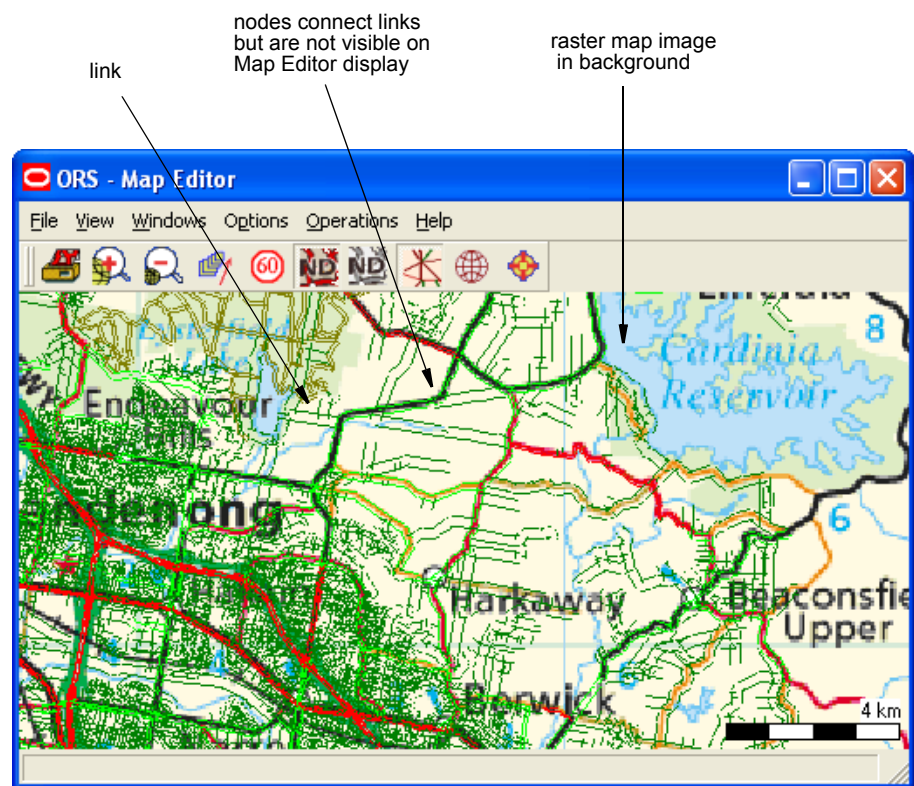 nodes connect links
but are not visible on
Map Editor display
raster map image
in background
link
ORS - Map Editor
File View Windows Options Operations Help
60 ND ND
8
Cardinia
Reservoir
Lake
Endeavour
Hills
6
Harkaway
Upper
Berwick
4 km